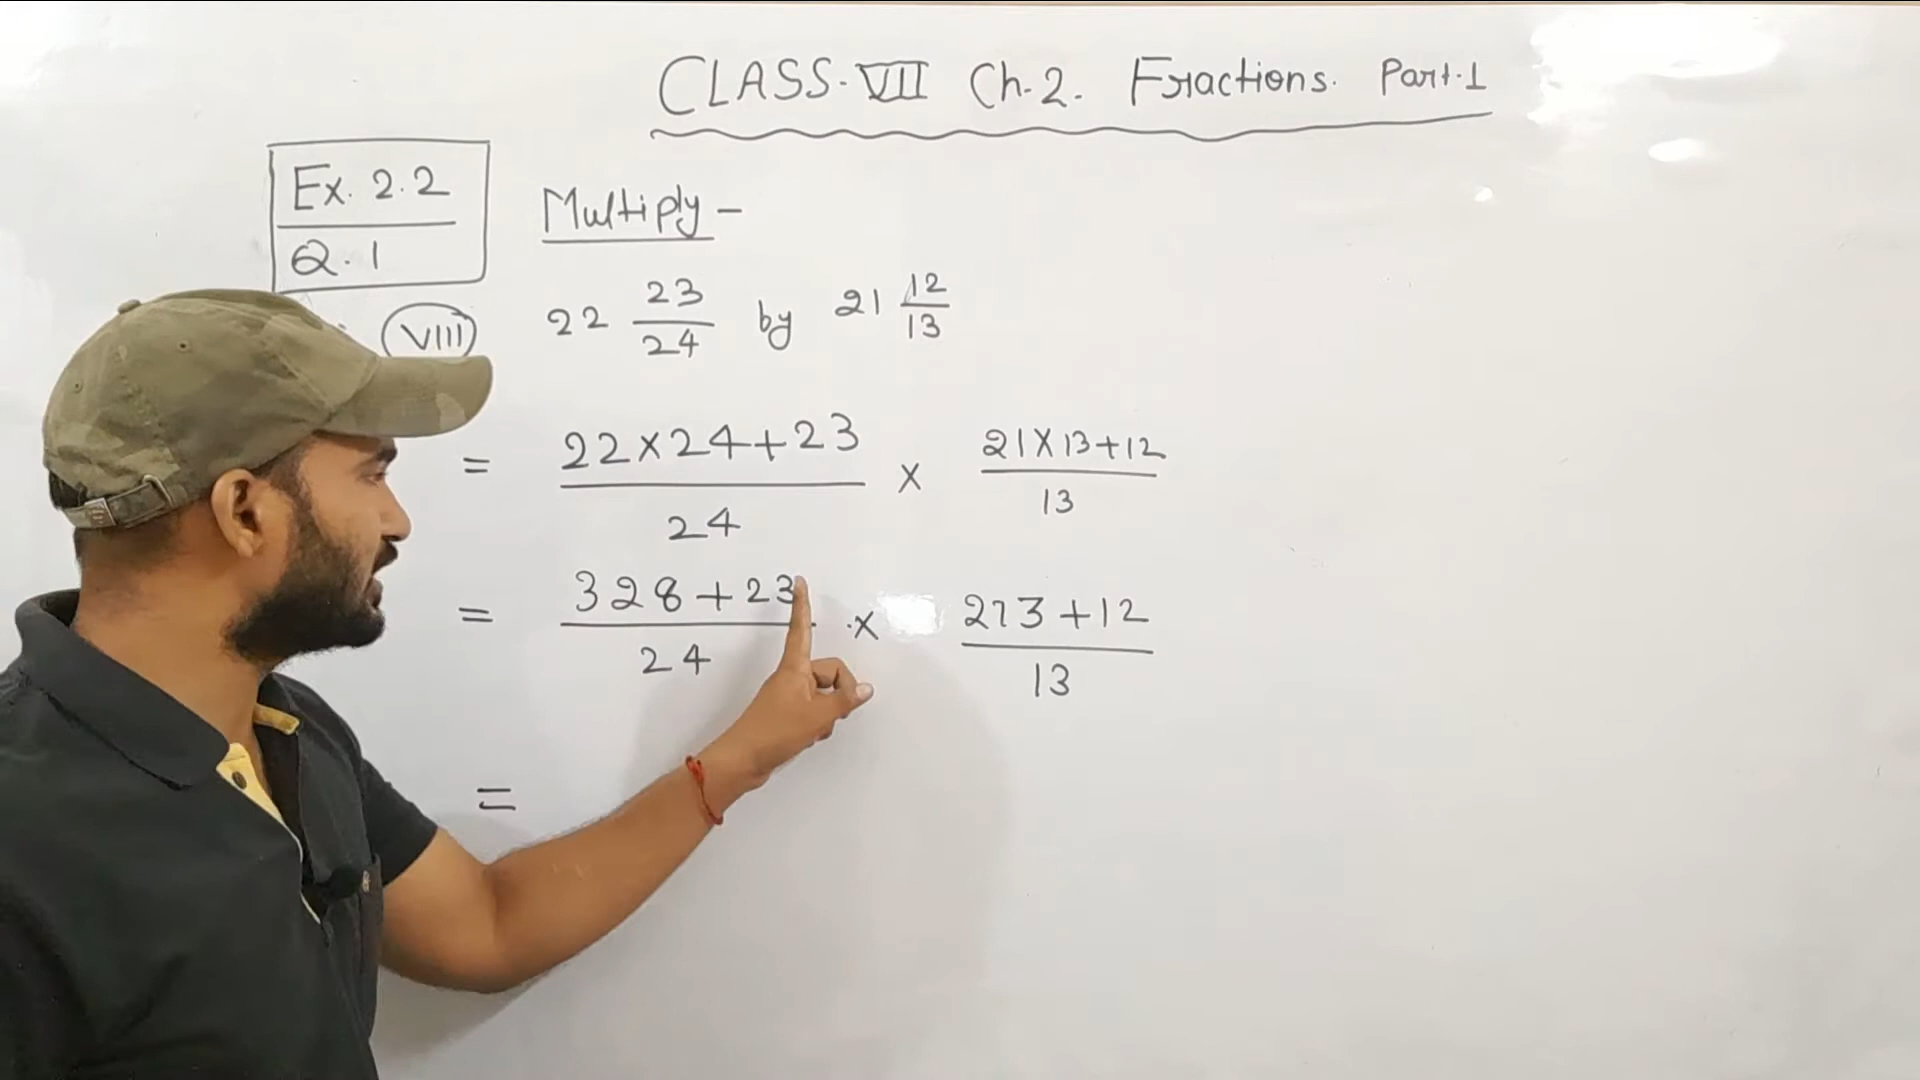 CLASS-VII Ch-2. Fractions. Part-1
Ex. 2.2
Q.1
Multiply -
VIII 22 23/24 by 21 12/13
= 22×24+23/24 × 21×13+12/13
= 328+23/24 × 273+12/13
=